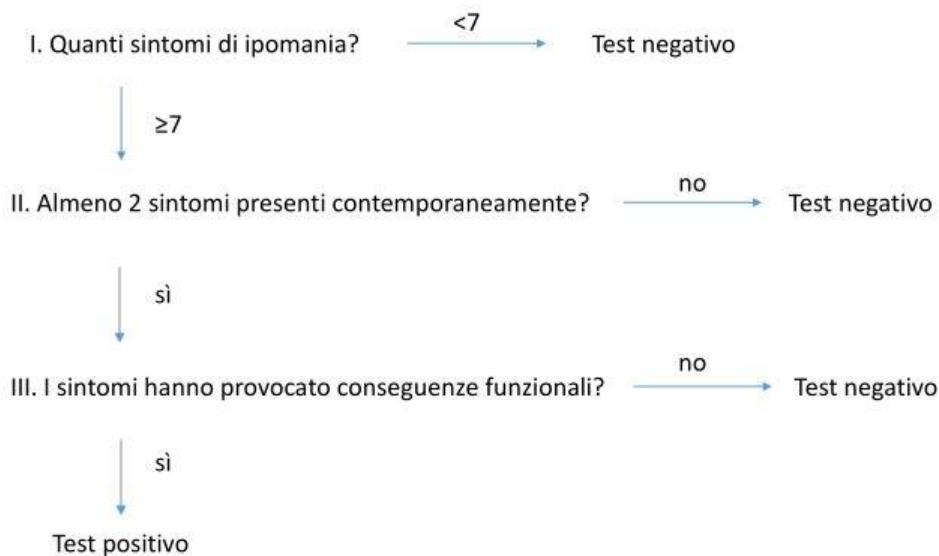 I. Quanti sintomi di ipomania?
<7
Test negativo
≥7
II. Almeno 2 sintomi presenti contemporaneamente?
no
Test negativo
sì
III. I sintomi hanno provocato conseguenze funzionali?
no
Test negativo
sì
Test positivo